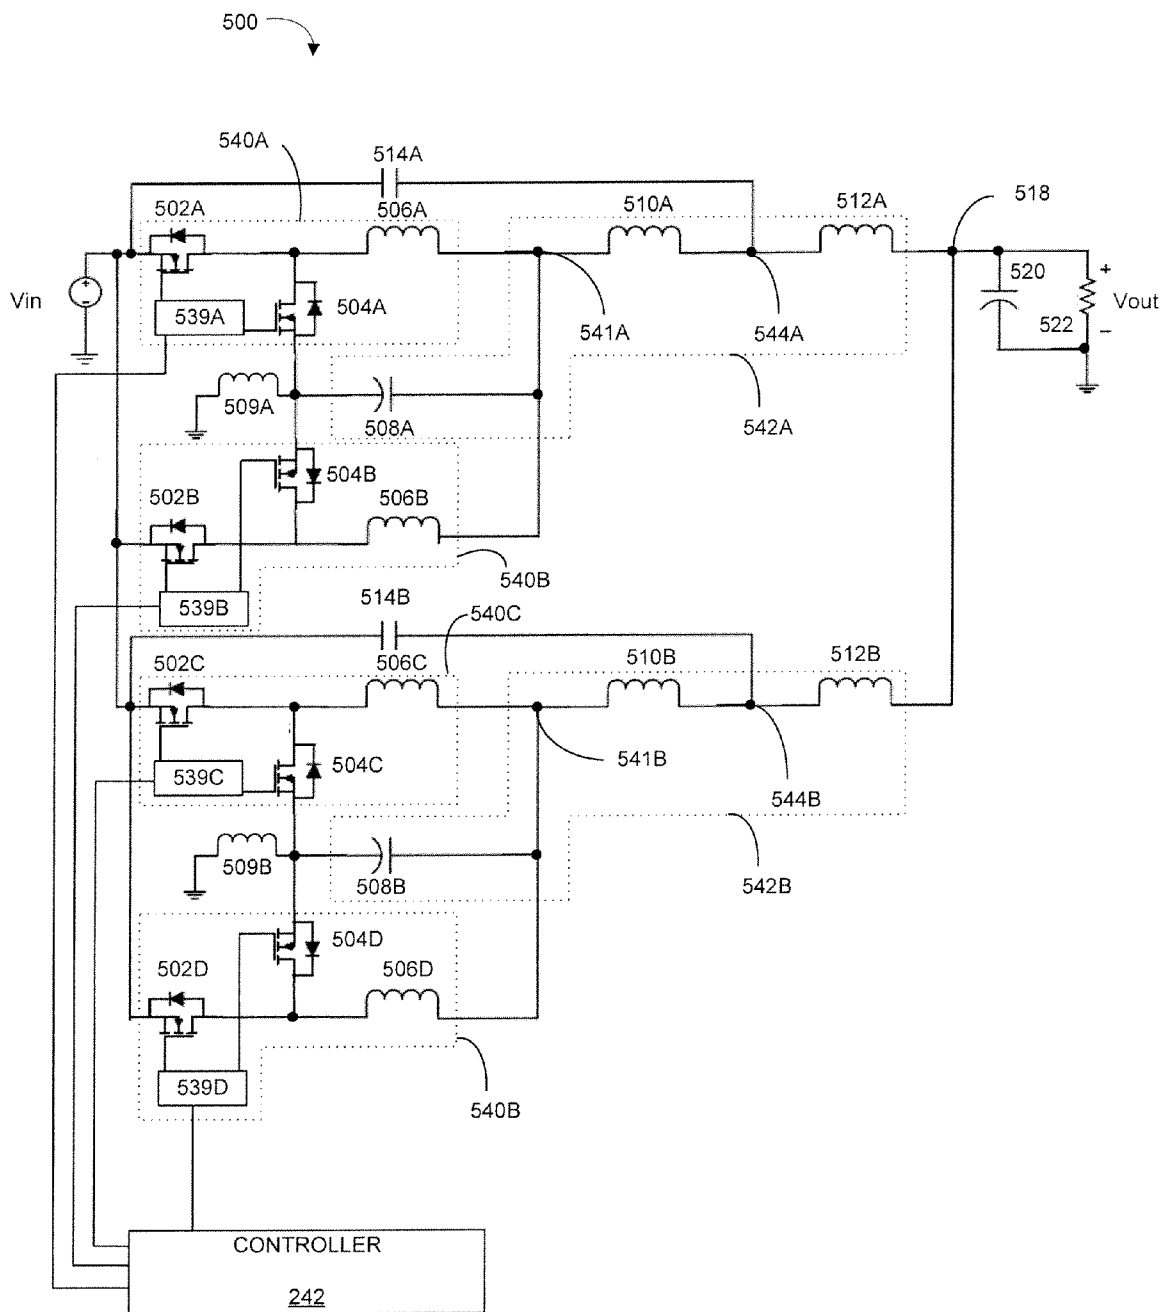 500
540A
514A
502A
506A
510A
512A
518
Vin
+
-
539A
504A
541A
544A
520
522
+
Vout
–
509A
508A
542A
504B
502B
506B
539B
540B
514B
540C
502C
506C
510B
512B
539C
504C
541B
544B
509B
508B
542B
504D
502D
506D
539D
540B
CONTROLLER
242